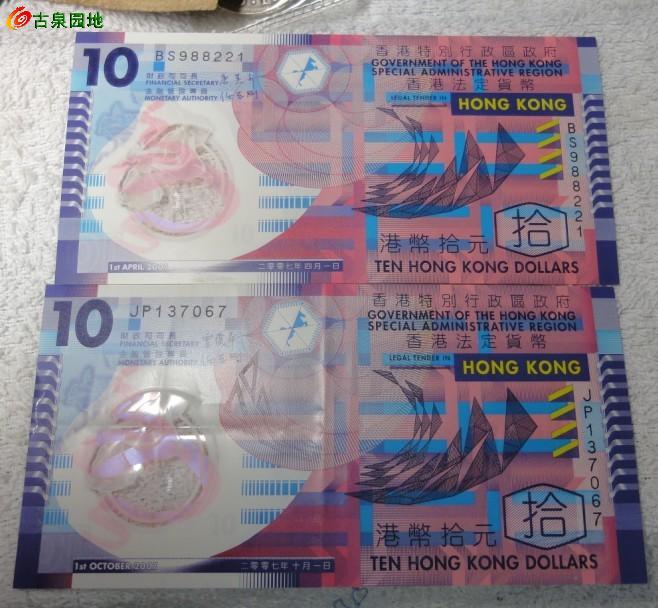 古泉园地
10 BS988221
財政司司長
FINANCIAL SECRETARY
金融管理專員
MONETARY AUTHORITY
香港特別行政區政府
GOVERNMENT OF THE HONG KONG
SPECIAL ADMINISTRATIVE REGION
香港法定貨幣
LEGAL TENDER IN HONG KONG
BS988221
拾
港幣拾元
TEN HONG KONG DOLLARS
1st APRIL 2007 二零零七年四月一日
10 JP137067
財政司司長
FINANCIAL SECRETARY
金融管理專員
MONETARY AUTHORITY
香港特別行政區政府
GOVERNMENT OF THE HONG KONG
SPECIAL ADMINISTRATIVE REGION
香港法定貨幣
LEGAL TENDER IN HONG KONG
JP137067
拾
港幣拾元
TEN HONG KONG DOLLARS
1st OCTOBER 2007 二零零七年十月一日